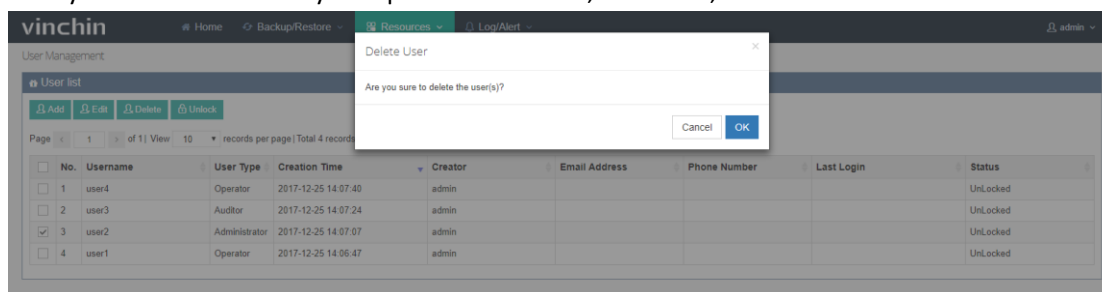 vinchin Home Backup/Restore Resources Log/Alert admin
User Management
Delete User
User list
Are you sure to delete the user(s)?
Add Edit Delete Unlock
Cancel OK
Page 1 of 1| View 10 records per page|Total 4 records
No. Username User Type Creation Time Creator Email Address Phone Number Last Login Status
1 user4 Operator 2017-12-25 14:07:40 admin UnLocked
2 user3 Auditor 2017-12-25 14:07:24 admin UnLocked
3 user2 Administrator 2017-12-25 14:07:07 admin UnLocked
4 user1 Operator 2017-12-25 14:06:47 admin UnLocked